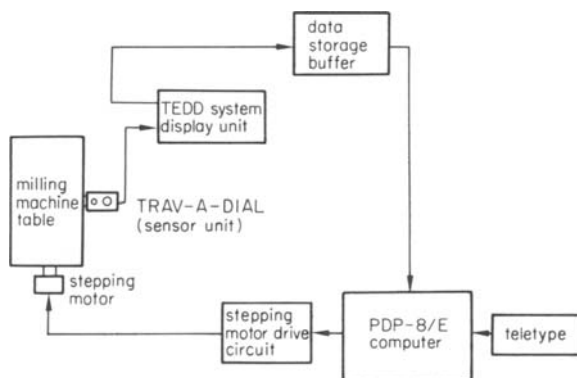 data
storage
buffer
TEDD system
display unit
milling
machine
table
TRAV-A-DIAL
(sensor unit)
stepping
motor
stepping
motor drive
circuit
PDP-8/E
computer
teletype